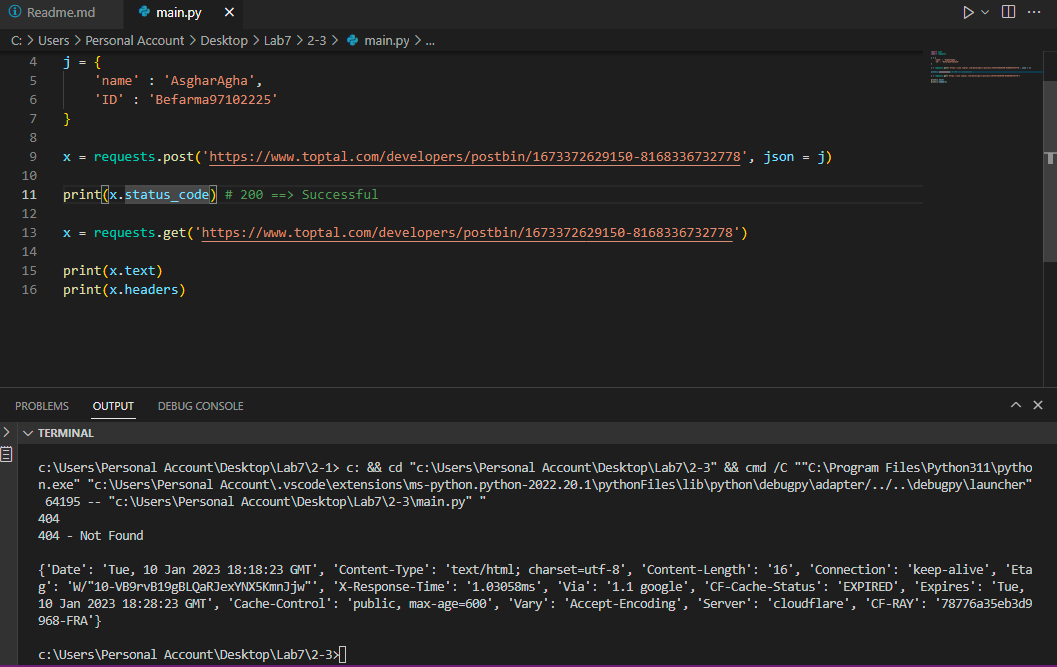 Readme.md main.py
C: > Users > Personal Account > Desktop > Lab7 > 2-3 > main.py > ...
4 j = {
5 'name' : 'AsgharAgha',
6 'ID' : 'Befarma97102225'
7 }
8
9 x = requests.post('https://www.toptal.com/developers/postbin/1673372629150-8168336732778', json = j)
10
11 print(x.status_code) # 200 ==> Successful
12
13 x = requests.get('https://www.toptal.com/developers/postbin/1673372629150-8168336732778')
14
15 print(x.text)
16 print(x.headers)
PROBLEMS OUTPUT DEBUG CONSOLE
TERMINAL
c:\Users\Personal Account\Desktop\Lab7\2-1> c: && cd "c:\Users\Personal Account\Desktop\Lab7\2-3" && cmd /C ""C:\Program Files\Python311\pytho
n.exe" "c:\Users\Personal Account\.vscode\extensions\ms-python.python-2022.20.1\pythonFiles\lib\python\debugpy\adapter/../..\debugpy\launcher"
64195 -- "c:\Users\Personal Account\Desktop\Lab7\2-3\main.py" "
404
404 - Not Found
{'Date': 'Tue, 10 Jan 2023 18:18:23 GMT', 'Content-Type': 'text/html; charset=utf-8', 'Content-Length': '16', 'Connection': 'keep-alive', 'Eta
g': 'W/"10-VB9rvB19gBLQaRJexYNX5KmnJjw"', 'X-Response-Time': '1.03058ms', 'Via': '1.1 google', 'CF-Cache-Status': 'EXPIRED', 'Expires': 'Tue,
10 Jan 2023 18:28:23 GMT', 'Cache-Control': 'public, max-age=600', 'Vary': 'Accept-Encoding', 'Server': 'cloudflare', 'CF-RAY': '78776a35eb3d9
968-FRA'}
c:\Users\Personal Account\Desktop\Lab7\2-3>